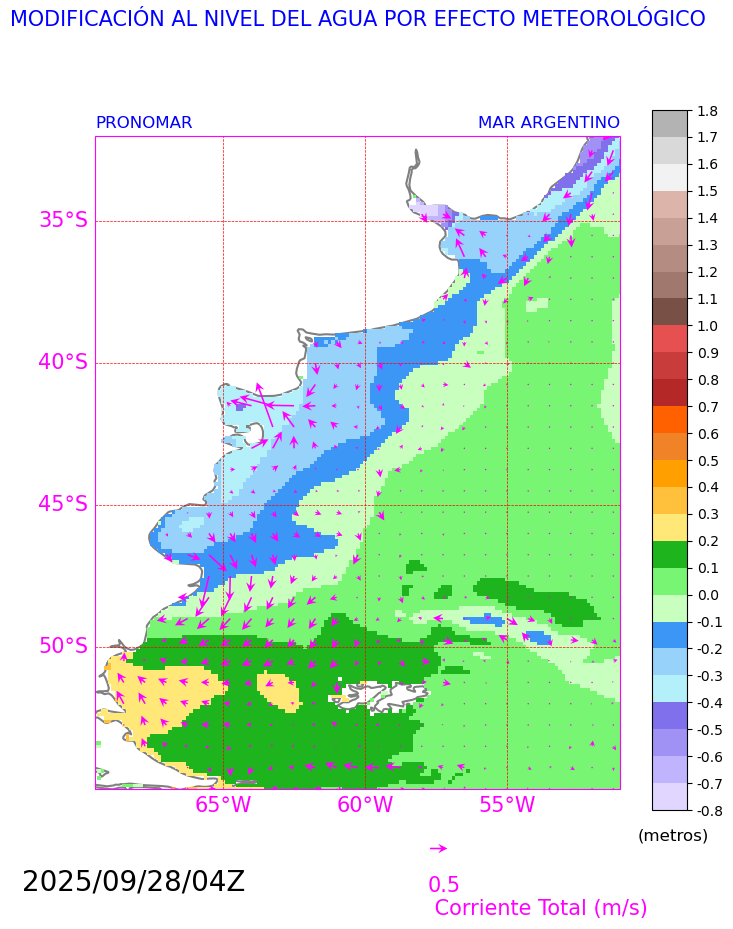 MODIFICACIÓN AL NIVEL DEL AGUA POR EFECTO METEOROLÓGICO
PRONOMAR
MAR ARGENTINO
35°S
40°S
45°S
50°S
65°W
60°W
55°W
1.8
1.7
1.6
1.5
1.4
1.3
1.2
1.1
1.0
0.9
0.8
0.7
0.6
0.5
0.4
0.3
0.2
0.1
0.0
-0.1
-0.2
-0.3
-0.4
-0.5
-0.6
-0.7
-0.8
(metros)
2025/09/28/04Z
0.5
Corriente Total (m/s)